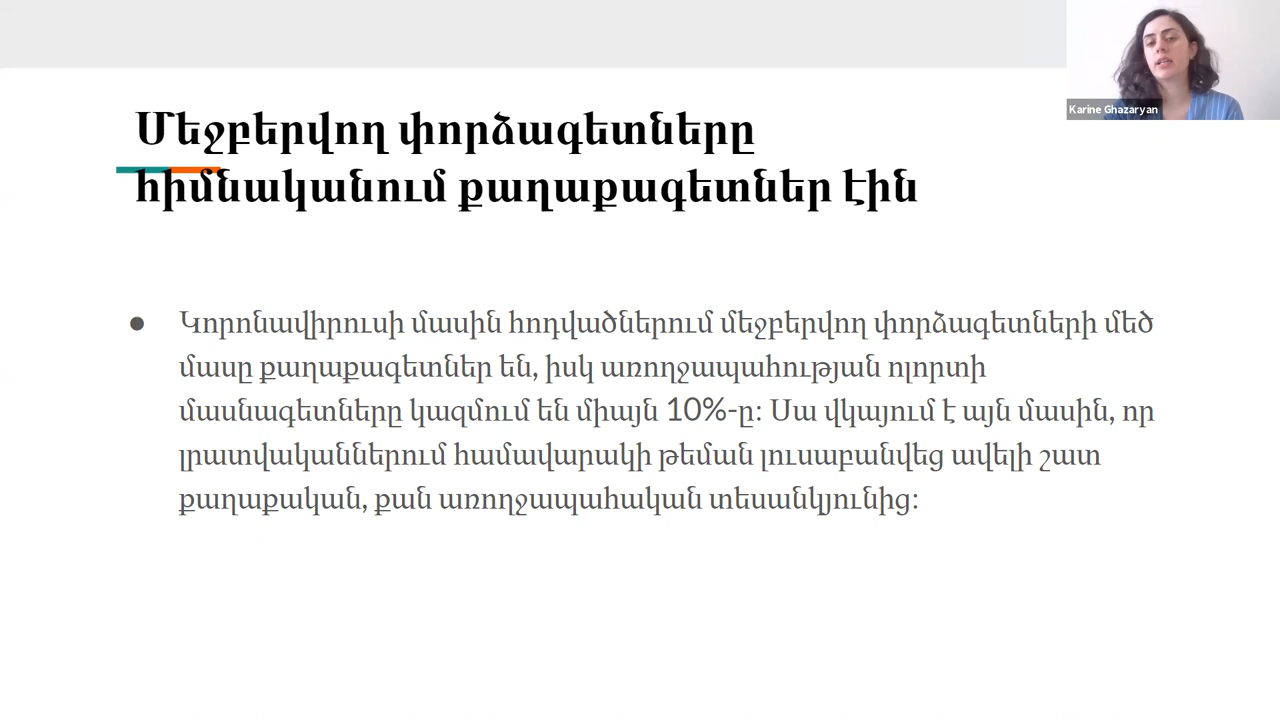 Մեջբերվող փորձագետները
հիմնականում քաղաքագետներ էին
● Կորոնավիրուսի մասին հոդվածներում մեջբերվող փորձագետների մեծ
մասը քաղաքագետներ են, իսկ առողջապահության ոլորտի
մասնագետները կազմում են միայն 10%-ը։ Սա վկայում է այն մասին, որ
լրատվականներում համավարակի թեման լուսաբանվեց ավելի շատ
քաղաքական, քան առողջապահական տեսանկյունից։
Karine Ghazaryan